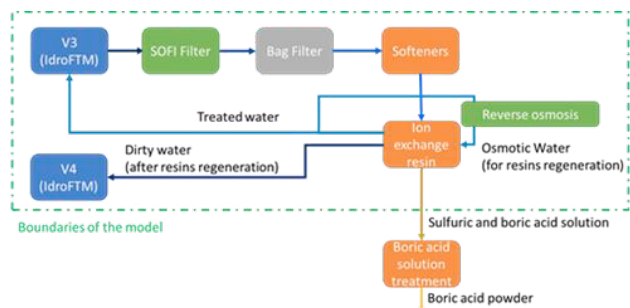 V3
(IdroFTM)
SOFI Filter
Bag Filter
Softeners
Treated water
Reverse osmosis
Ion
exchange
resin
Osmotic Water
(for resins regeneration)
Dirty water
(after resins regeneration)
V4
(IdroFTM)
Sulfuric and boric acid solution
Boundaries of the model
Boric acid
solution
treatment
Boric acid powder